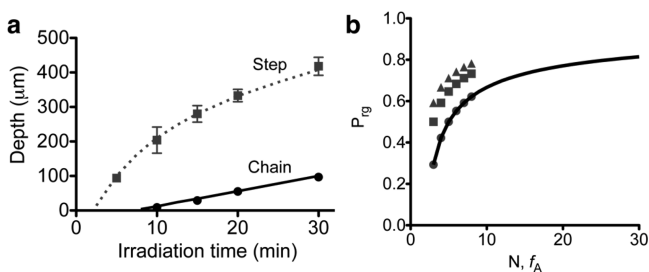 a
500
400
300
200
100
0
Depth (μm)
Step
Chain
0 10 20 30
Irradiation time (min)
b
1.0
0.8
0.6
0.4
0.2
0.0
Prg
0 10 20 30
N, fA